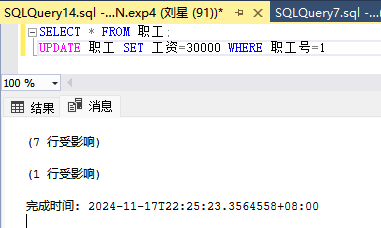 SQLQuery14.sql -...N.exp4 (刘星 (91))* SQLQuery7.sql -
SELECT * FROM 职工;
UPDATE 职工 SET 工资=30000 WHERE 职工号=1
100 %
结果 消息
(7 行受影响)
(1 行受影响)
完成时间: 2024-11-17T22:25:23.3564558+08:00